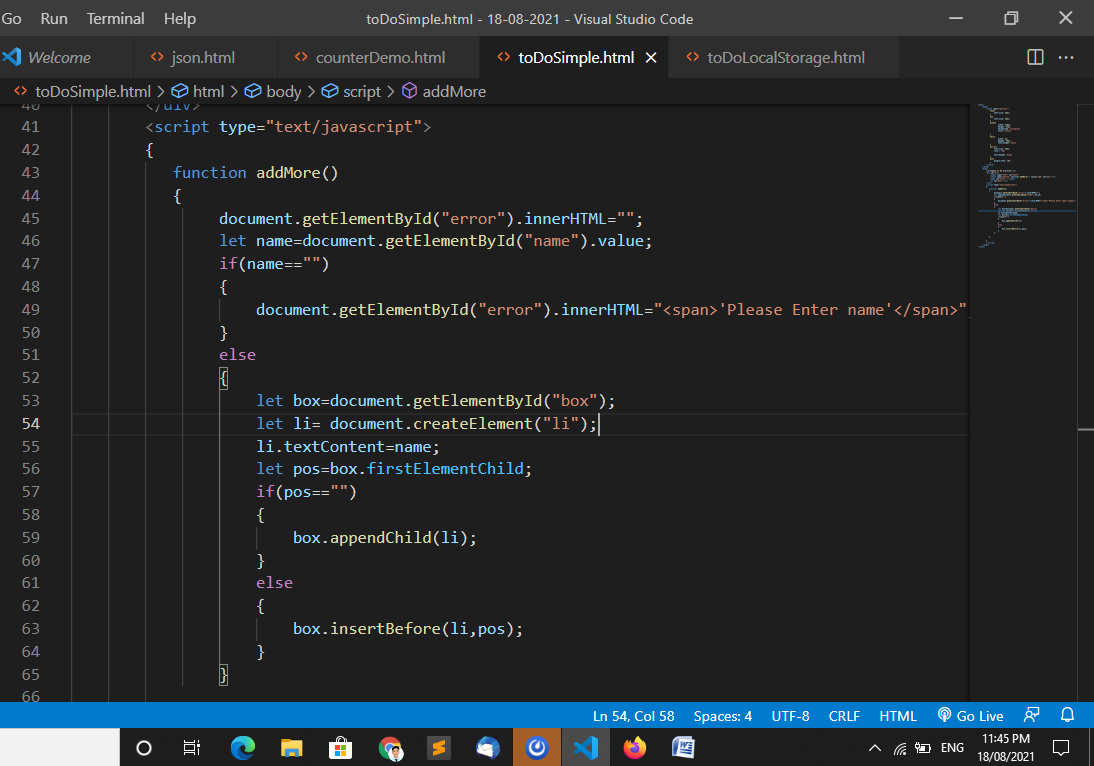 Go Run Terminal Help toDoSimple.html - 18-08-2021 - Visual Studio Code
Welcome json.html counterDemo.html toDoSimple.html toDoLocalStorage.html
toDoSimple.html > html > body > script > addMore
40 </div>
41 <script type="text/javascript">
42 {
43 function addMore()
44 {
45 document.getElementById("error").innerHTML="";
46 let name=document.getElementById("name").value;
47 if(name=="")
48 {
49 document.getElementById("error").innerHTML="<span>'Please Enter name'</span>"
50 }
51 else
52 {
53 let box=document.getElementById("box");
54 let li= document.createElement("li");
55 li.textContent=name;
56 let pos=box.firstElementChild;
57 if(pos=="")
58 {
59 box.appendChild(li);
60 }
61 else
62 {
63 box.insertBefore(li,pos);
64 }
65 }
66
Ln 54, Col 58 Spaces: 4 UTF-8 CRLF HTML Go Live
ENG 11:45 PM
18/08/2021